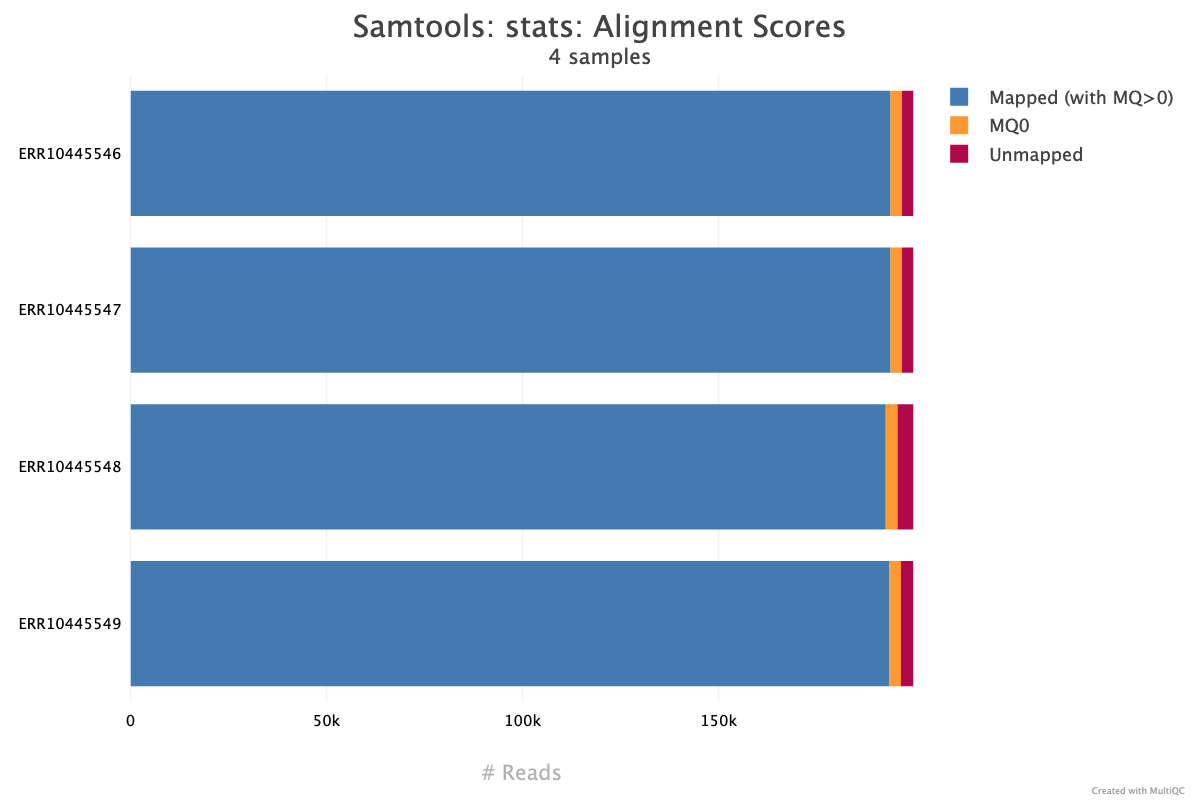 Samtools: stats: Alignment Scores
4 samples
Mapped (with MQ>0)
MQ0
Unmapped
ERR10445546
ERR10445547
ERR10445548
ERR10445549
0 50k 100k 150k
# Reads
Created with MultiQC